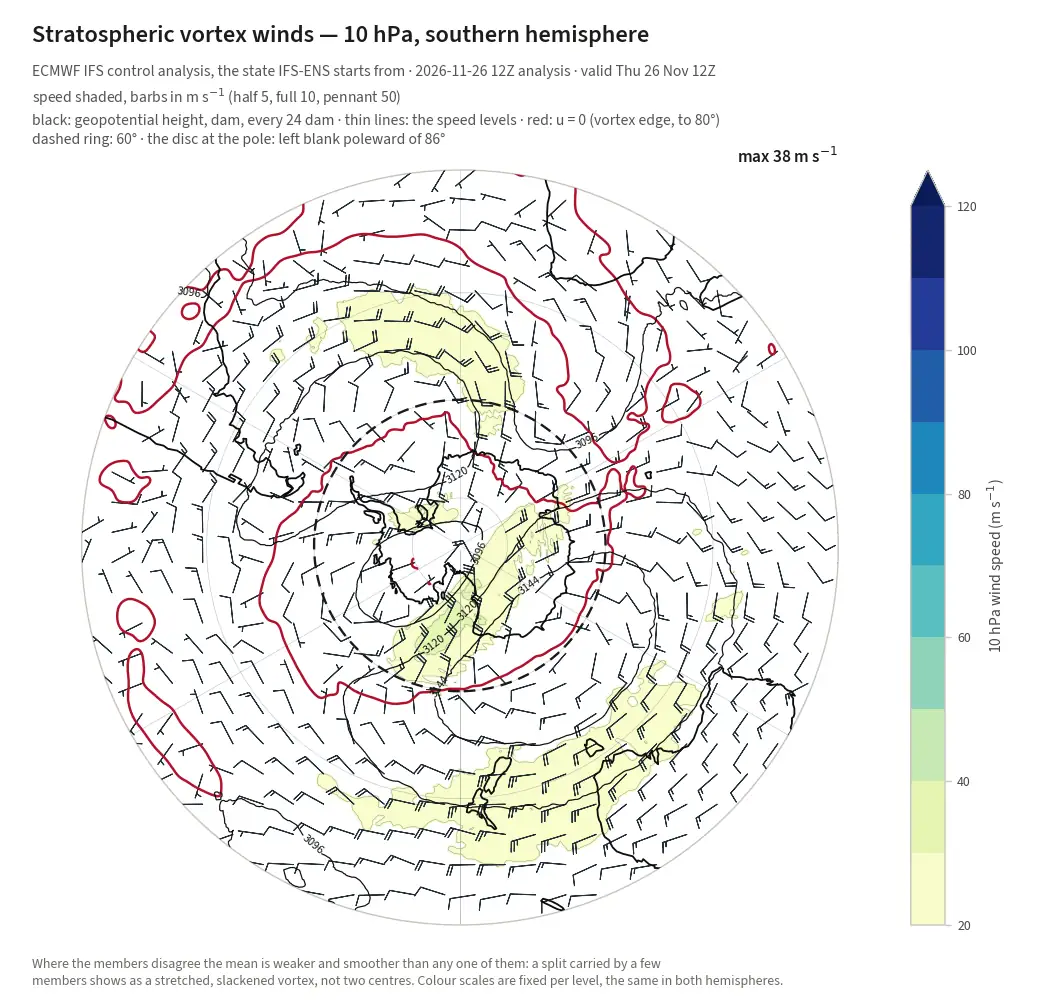 Stratospheric vortex winds — 10 hPa, southern hemisphere
ECMWF IFS control analysis, the state IFS-ENS starts from · 2026-11-26 12Z analysis · valid Thu 26 Nov 12Z
speed shaded, barbs in m s⁻¹ (half 5, full 10, pennant 50)
black: geopotential height, dam, every 24 dam · thin lines: the speed levels · red: u = 0 (vortex edge, to 80°)
dashed ring: 60° · the disc at the pole: left blank poleward of 86°
max 38 m s⁻¹
120
100
80
60
40
20
10 hPa wind speed (m s⁻¹)
3096
3096
3120
3096
3144
3120
3120
3144
3096
Where the members disagree the mean is weaker and smoother than any one of them: a split carried by a few
members shows as a stretched, slackened vortex, not two centres. Colour scales are fixed per level, the same in both hemispheres.